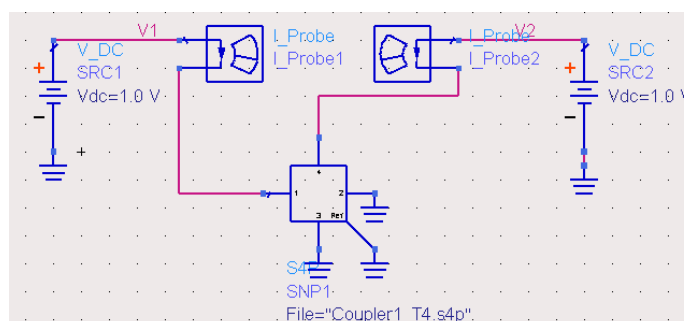 V1
I_Probe
I_Probe1
V_DC
SRC1
Vdc=1.0 V
I_Probe
I_Probe2
V2
V_DC
SRC2
Vdc=1.0 V
4
1
2
3
Ref
S4P
SNP1
File="Coupler1_T4.s4p"